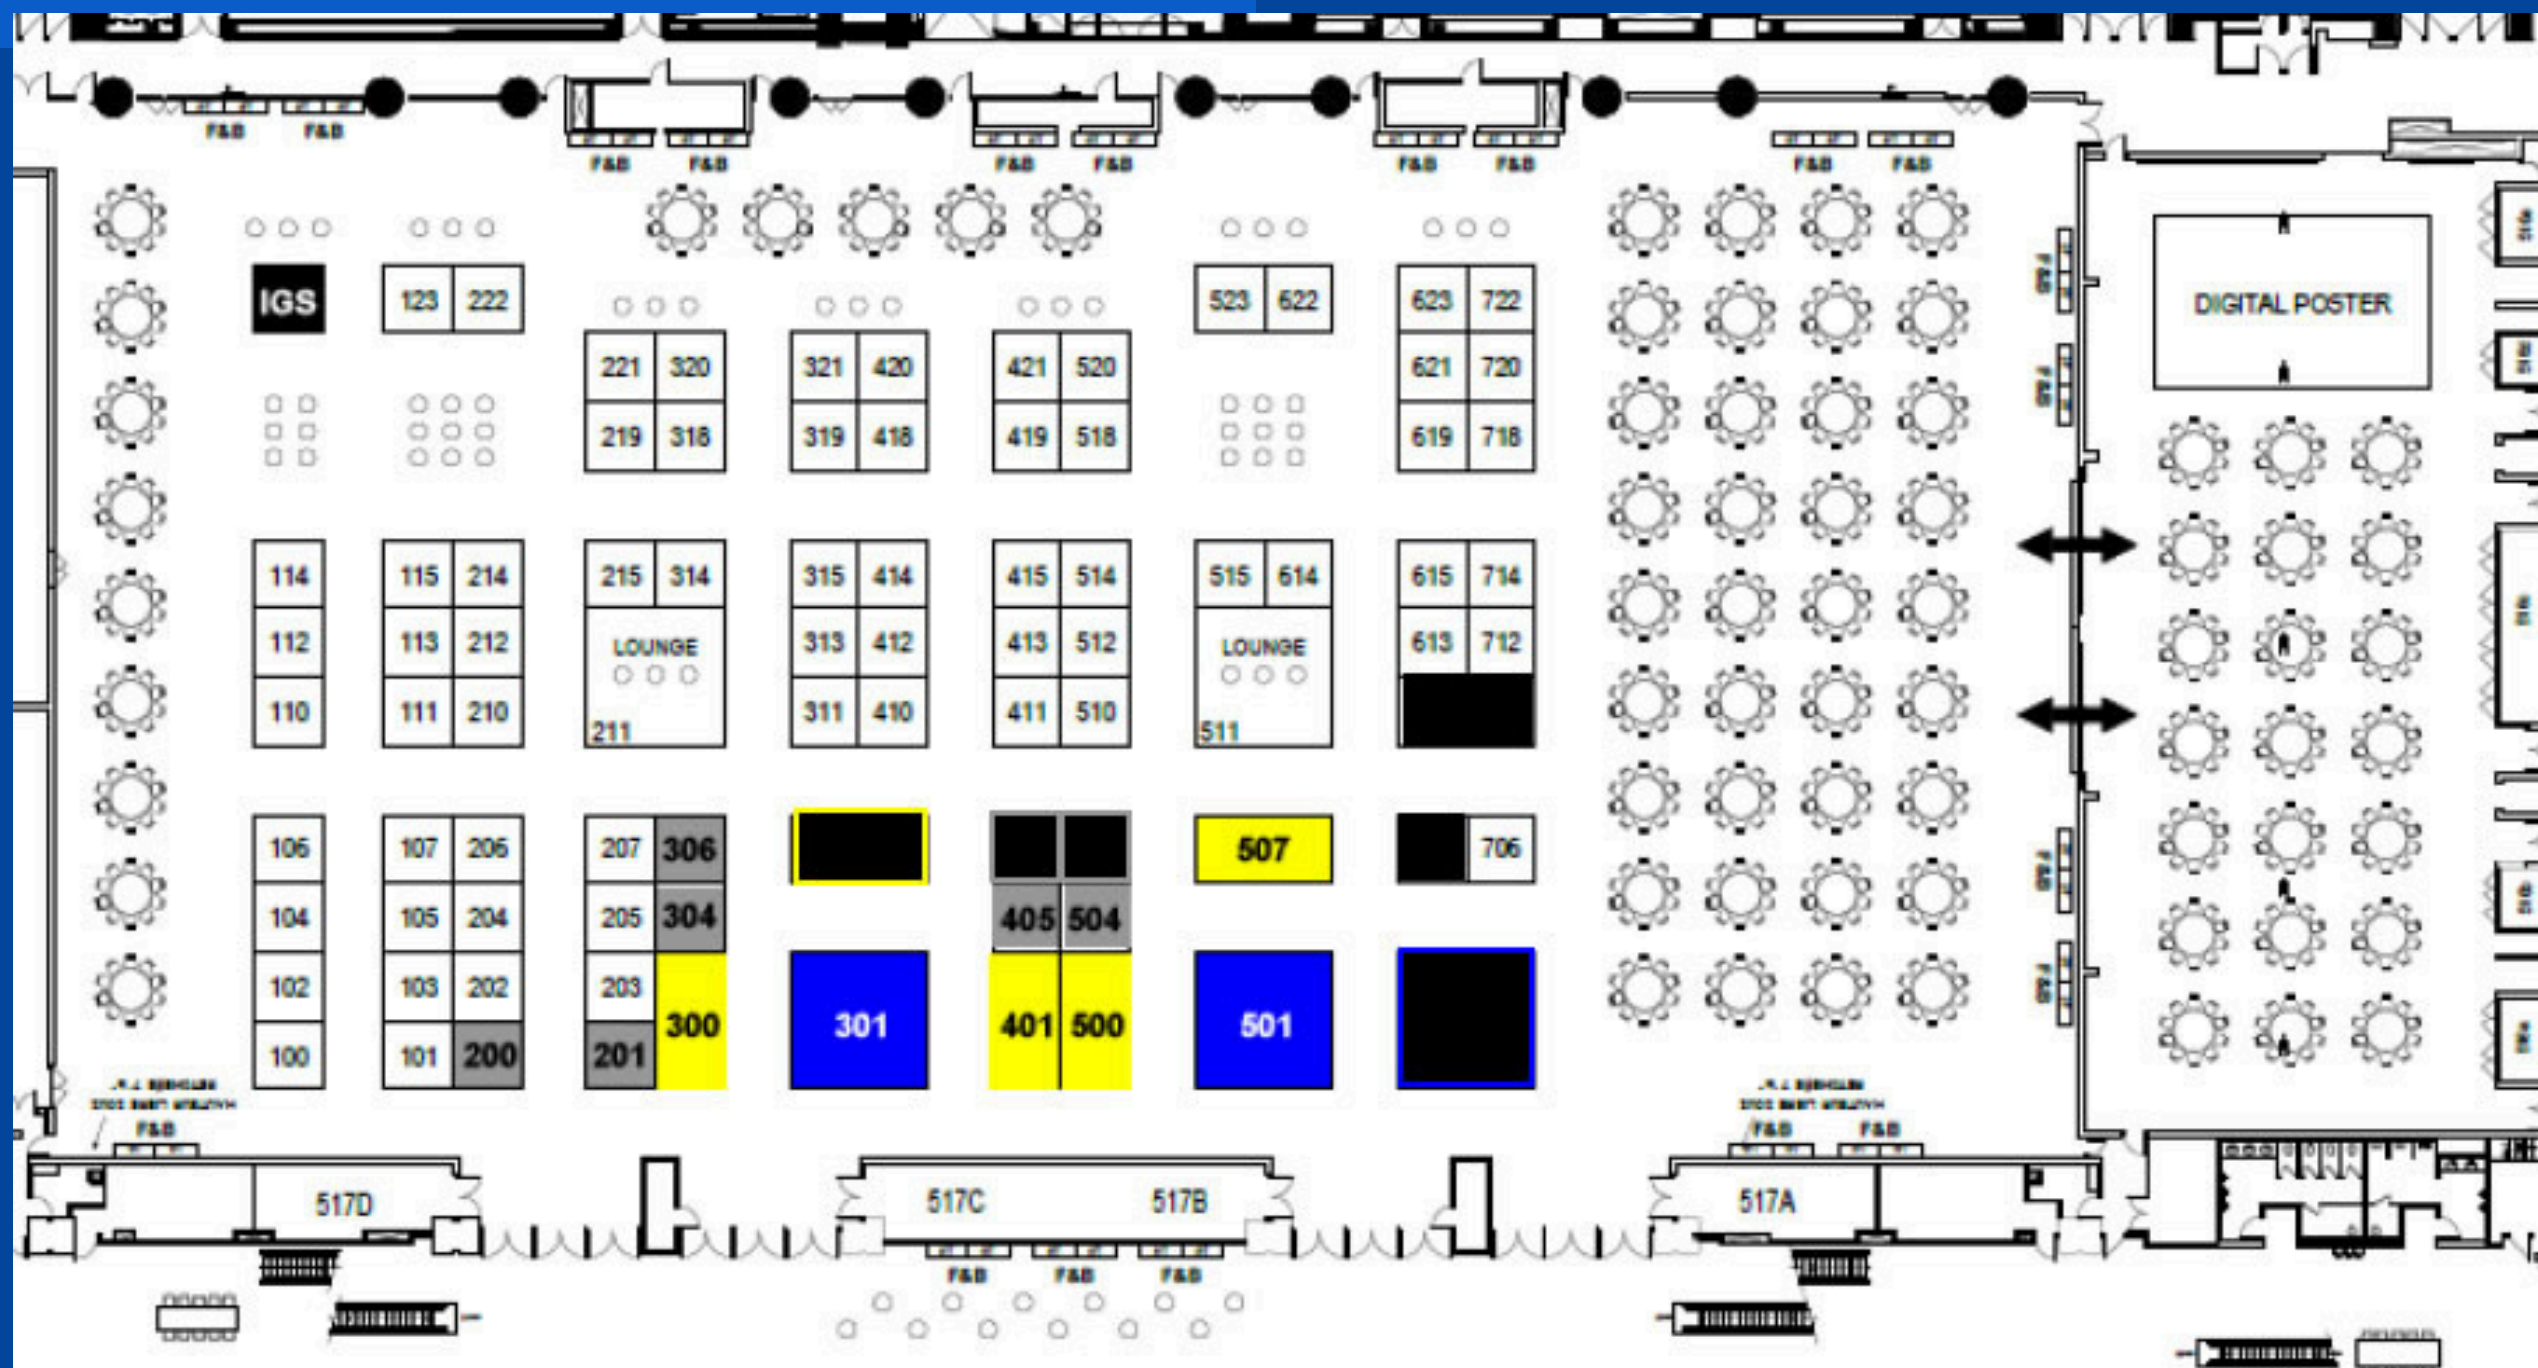 F&B F&B
F&B F&B F&B F&B F&B F&B F&B F&B
IGS 123 222 523 622 623 722
F&B
DIGITAL POSTER
221 320 321 420 421 520 621 720
F&B
219 318 319 418 419 518 619 718
114 115 214 215 314 315 414 415 514 515 614 615 714
112 113 212 LOUNGE 313 412 413 512 LOUNGE 613 712
110 111 210 211 311 410 411 510 511
106 107 206 207 306 507 706
F&B
104 105 204 205 304 405 504
102 103 202 203
F&B
100 101 200 201 300 301 401 500 501
F&B F&B F&B
517D 517C 517B 517A
F&B F&B F&B